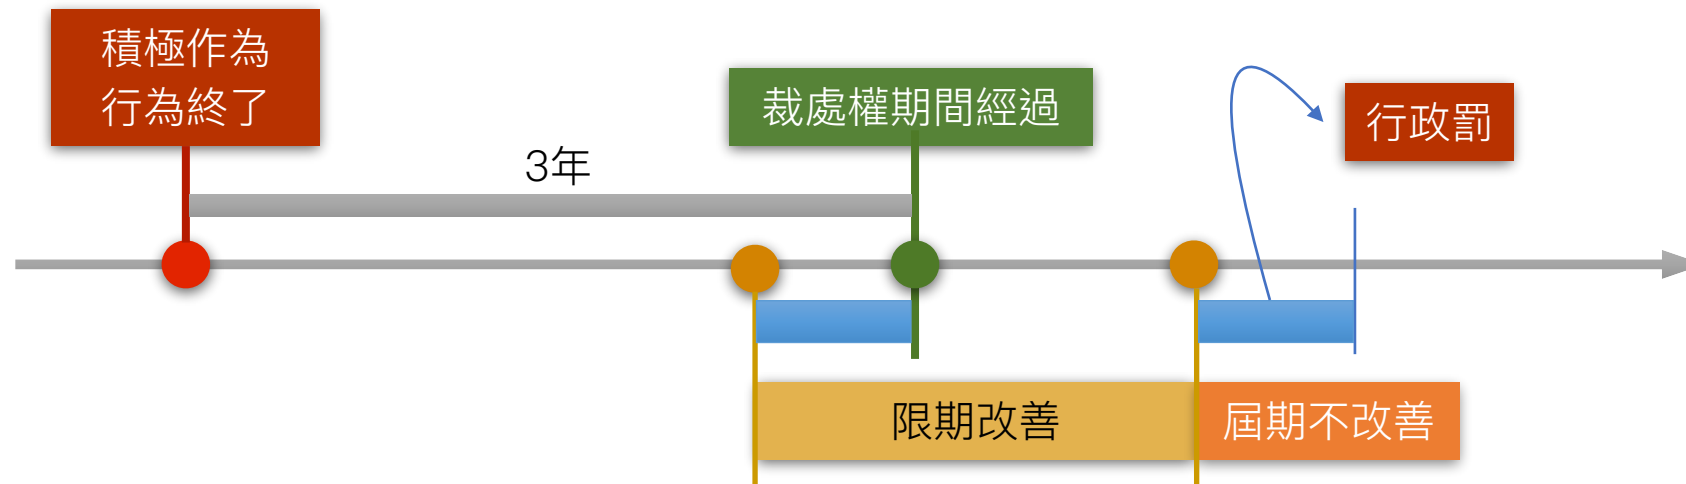 積極作為
行為終了
3年
裁處權期間經過
行政罰
限期改善
屆期不改善